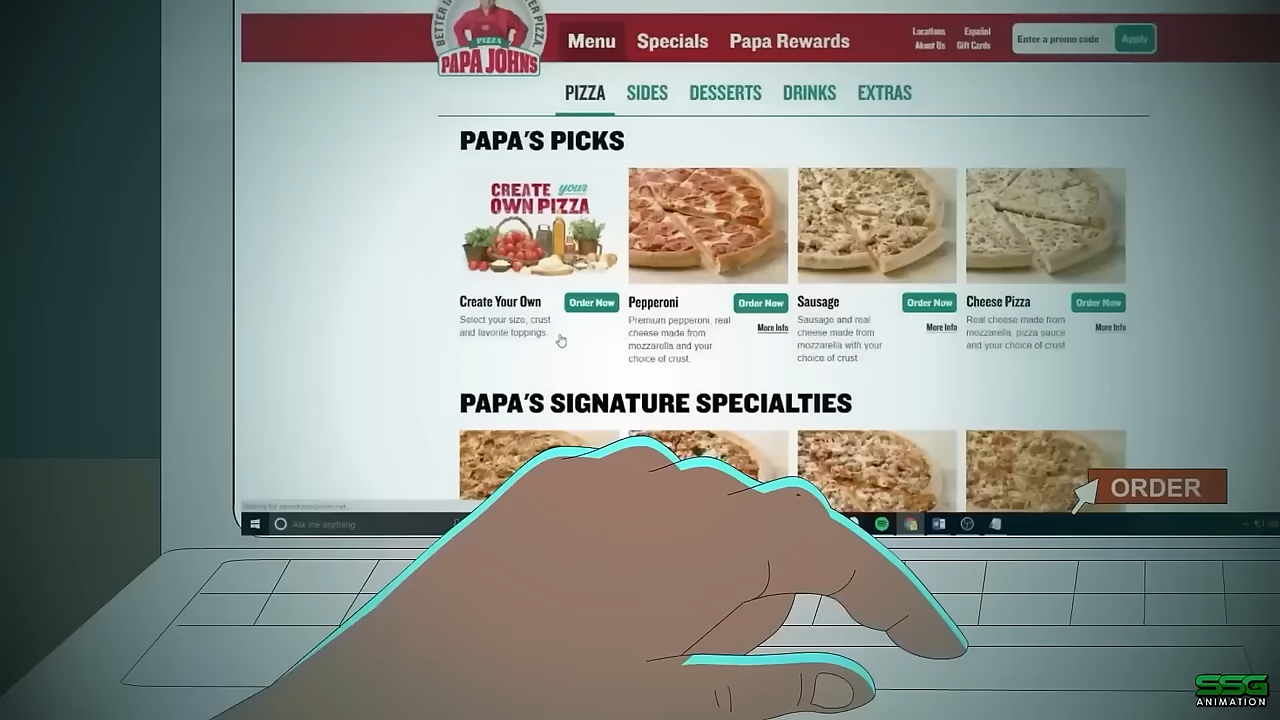 BETTER
PIZZA.
PIZZA
PAPA JOHNS
Menu
Specials
Papa Rewards
Locations
Español
About Us
Gift Cards
Enter a promo code
Apply
PIZZA
SIDES
DESSERTS
DRINKS
EXTRAS
PAPA'S PICKS
CREATE your
OWN PIZZA
Create Your Own
Order Now
Select your size, crust
and favorite toppings.
Pepperoni
Order Now
Premium pepperoni, real
cheese made from
mozzarella and your
choice of crust.
More Info
Sausage
Order Now
Sausage and real
cheese made from
mozzarella with your
choice of crust
More Info
Cheese Pizza
Order Now
Real cheese made from
mozzarella, pizza sauce
and your choice of crust
More Info
PAPA'S SIGNATURE SPECIALTIES
ORDER
Ask me anything
SSG
ANIMATION